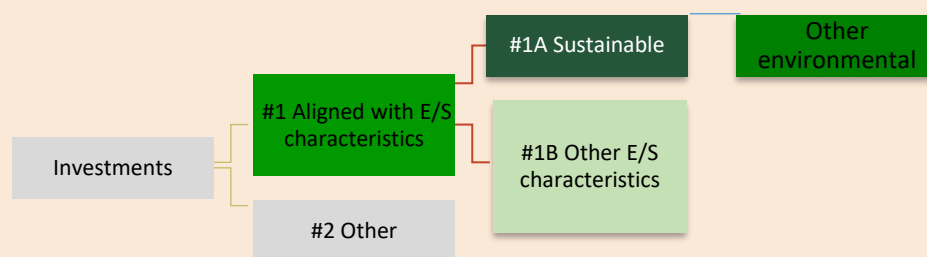 Investments
#1 Aligned with E/S
characteristics
#2 Other
#1A Sustainable
#1B Other E/S
characteristics
Other
environmental